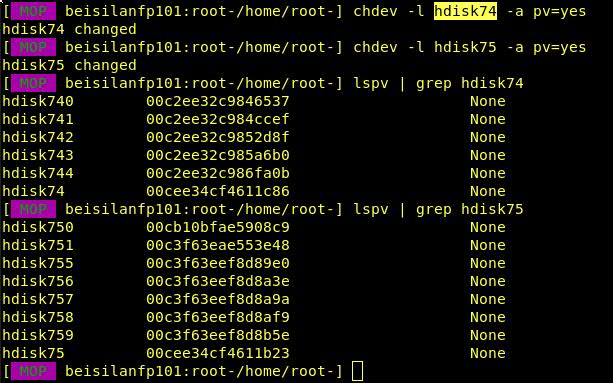 [ MOP  beisilanfp101:root-/home/root-] chdev -l hdisk74 -a pv=yes
hdisk74 changed
[ MOP  beisilanfp101:root-/home/root-] chdev -l hdisk75 -a pv=yes
hdisk75 changed
[ MOP  beisilanfp101:root-/home/root-] lspv | grep hdisk74
hdisk740        00c2ee32c9846537                    None
hdisk741        00c2ee32c984ccef                    None
hdisk742        00c2ee32c9852d8f                    None
hdisk743        00c2ee32c985a6b0                    None
hdisk744        00c2ee32c986fa0b                    None
hdisk74         00cee34cf4611c86                    None
[ MOP  beisilanfp101:root-/home/root-] lspv | grep hdisk75
hdisk750        00cb10bfae5908c9                    None
hdisk751        00c3f63eae553e48                    None
hdisk755        00c3f63eef8d89e0                    None
hdisk756        00c3f63eef8d8a3e                    None
hdisk757        00c3f63eef8d8a9a                    None
hdisk758        00c3f63eef8d8af9                    None
hdisk759        00c3f63eef8d8b5e                    None
hdisk75         00cee34cf4611b23                    None
[ MOP  beisilanfp101:root-/home/root-]